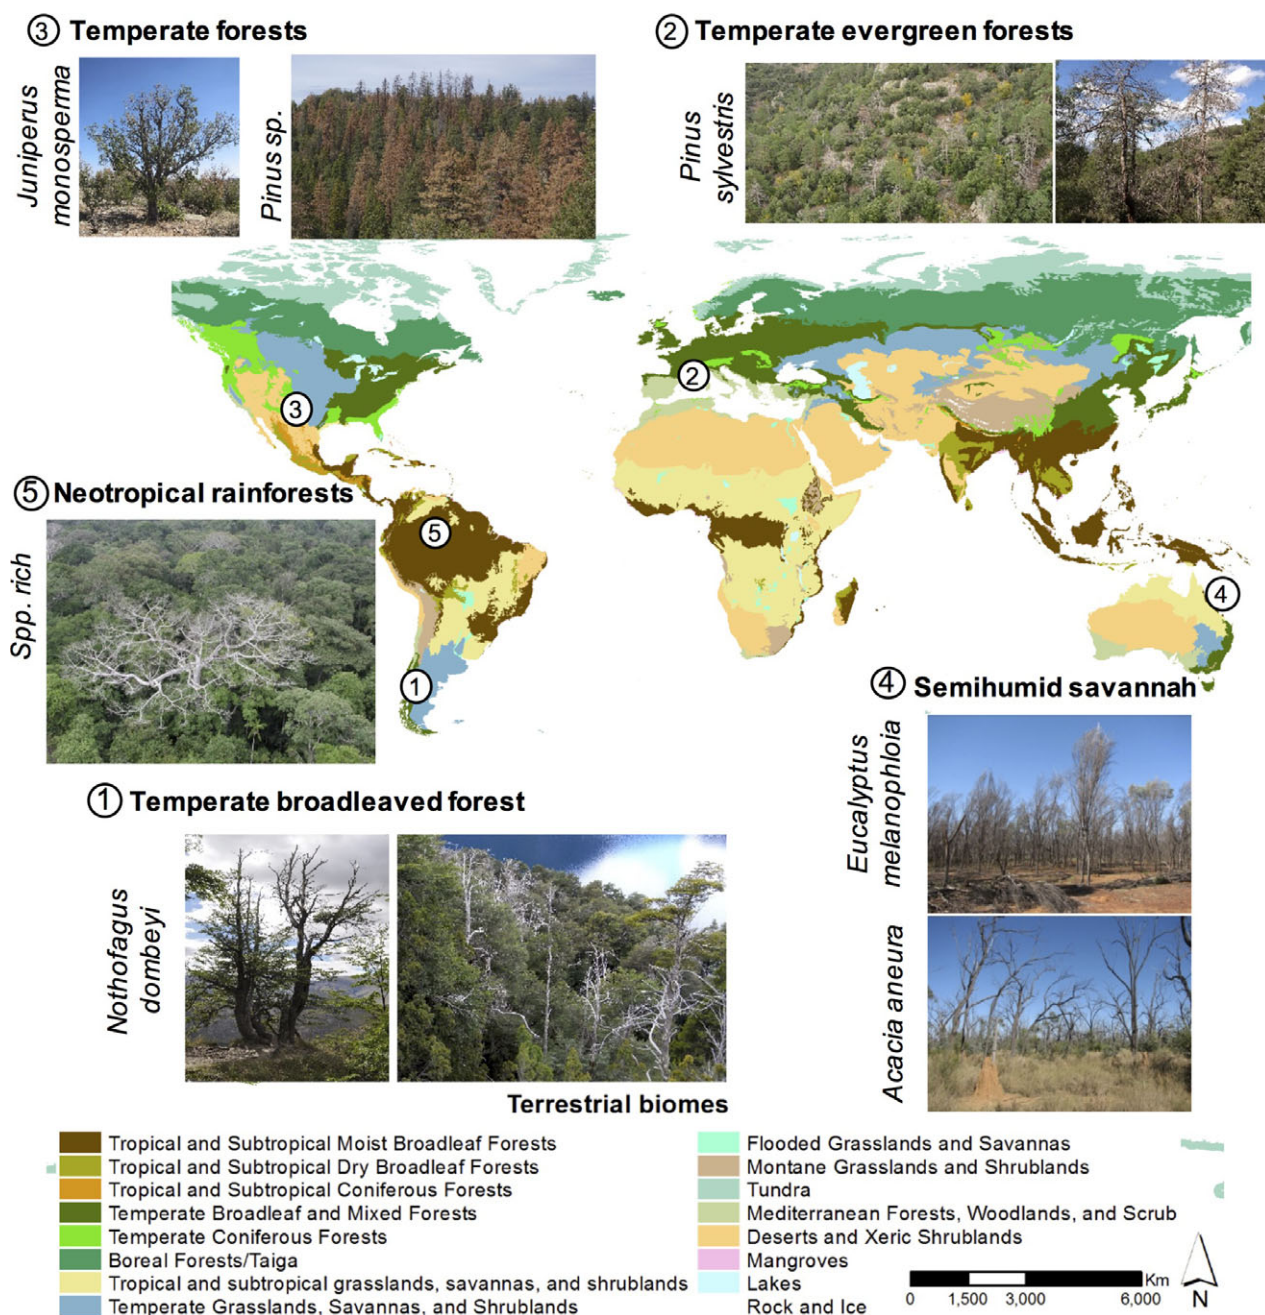 ③ Temperate forests
Juniperus
monosperma
Pinus sp.
② Temperate evergreen forests
Pinus
sylvestris
3
2
⑤ Neotropical rainforests
Spp. rich
5
4
1
④ Semihumid savannah
Eucalyptus
melanophloia
Acacia aneura
① Temperate broadleaved forest
Nothofagus
dombeyi
Terrestrial biomes
Tropical and Subtropical Moist Broadleaf Forests
Tropical and Subtropical Dry Broadleaf Forests
Tropical and Subtropical Coniferous Forests
Temperate Broadleaf and Mixed Forests
Temperate Coniferous Forests
Boreal Forests/Taiga
Tropical and subtropical grasslands, savannas, and shrublands
Temperate Grasslands, Savannas, and Shrublands
Flooded Grasslands and Savannas
Montane Grasslands and Shrublands
Tundra
Mediterranean Forests, Woodlands, and Scrub
Deserts and Xeric Shrublands
Mangroves
Lakes
Rock and Ice
Km
0 1,500 3,000 6,000
N